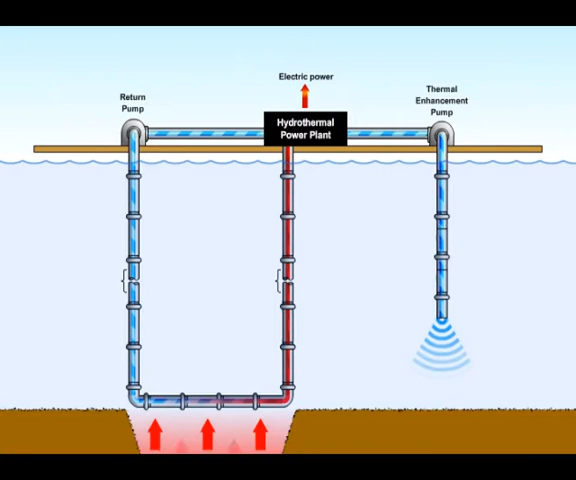 Electric power
Return
Pump
Hydrothermal
Power Plant
Thermal
Enhancement
Pump